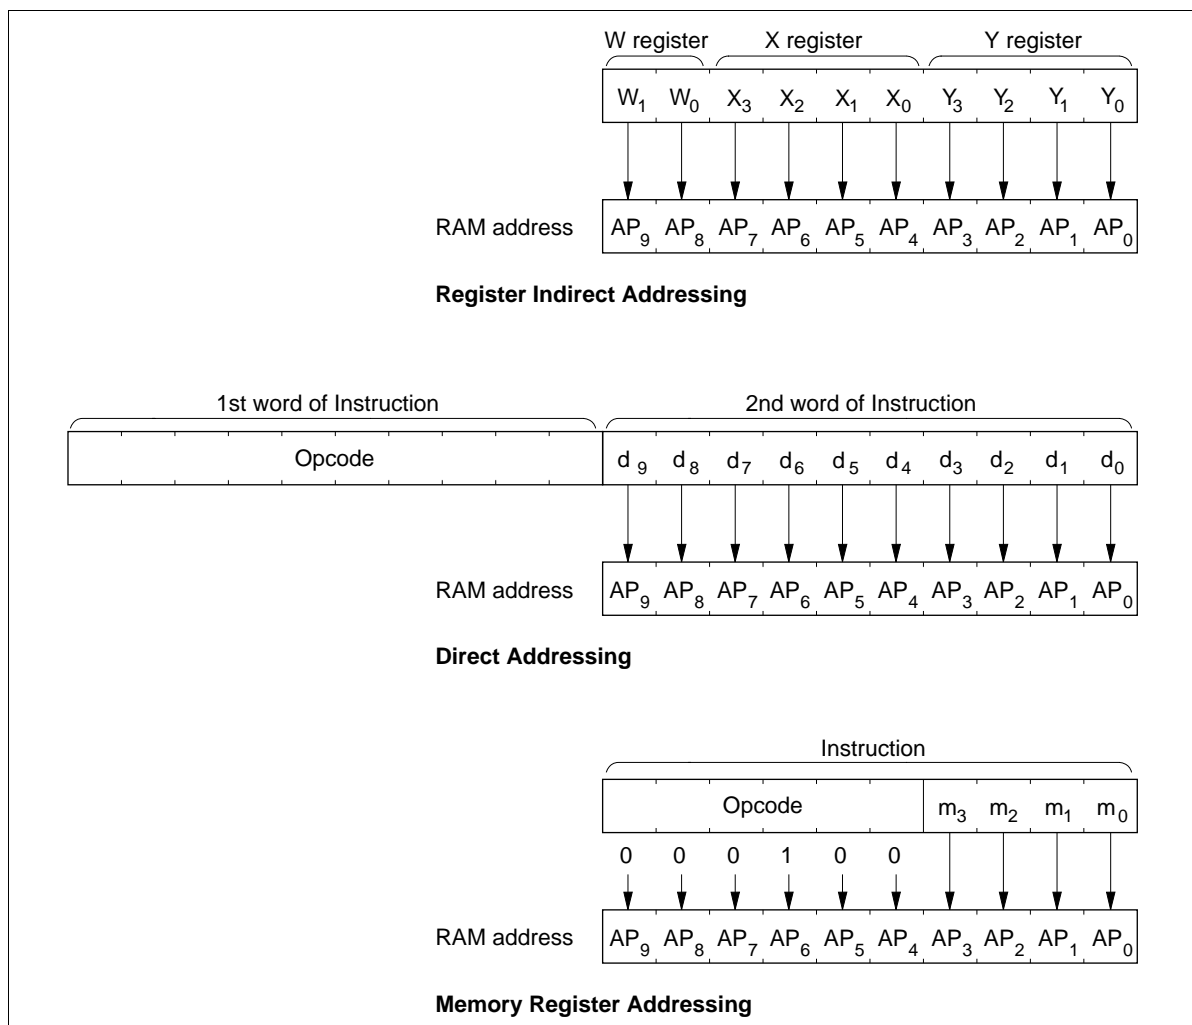 W register X register Y register
W1 W0 X3 X2 X1 X0 Y3 Y2 Y1 Y0
RAM address AP9 AP8 AP7 AP6 AP5 AP4 AP3 AP2 AP1 AP0
Register Indirect Addressing
1st word of Instruction 2nd word of Instruction
Opcode d9 d8 d7 d6 d5 d4 d3 d2 d1 d0
RAM address AP9 AP8 AP7 AP6 AP5 AP4 AP3 AP2 AP1 AP0
Direct Addressing
Instruction
Opcode m3 m2 m1 m0
0 0 0 1 0 0
RAM address AP9 AP8 AP7 AP6 AP5 AP4 AP3 AP2 AP1 AP0
Memory Register Addressing